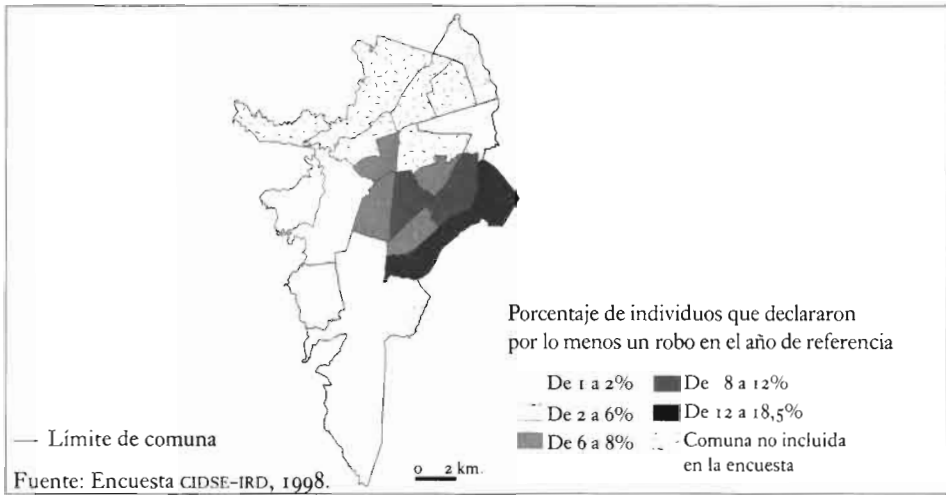 Porcentaje de individuos que declararon
por lo menos un robo en el año de referencia
De 1 a 2%
De 8 a 12%
De 2 a 6%
De 12 a 18,5%
De 6 a 8%
Comuna no incluida
en la encuesta
Límite de comuna
0 2 km.
Fuente: Encuesta CIDSE-IRD, 1998.